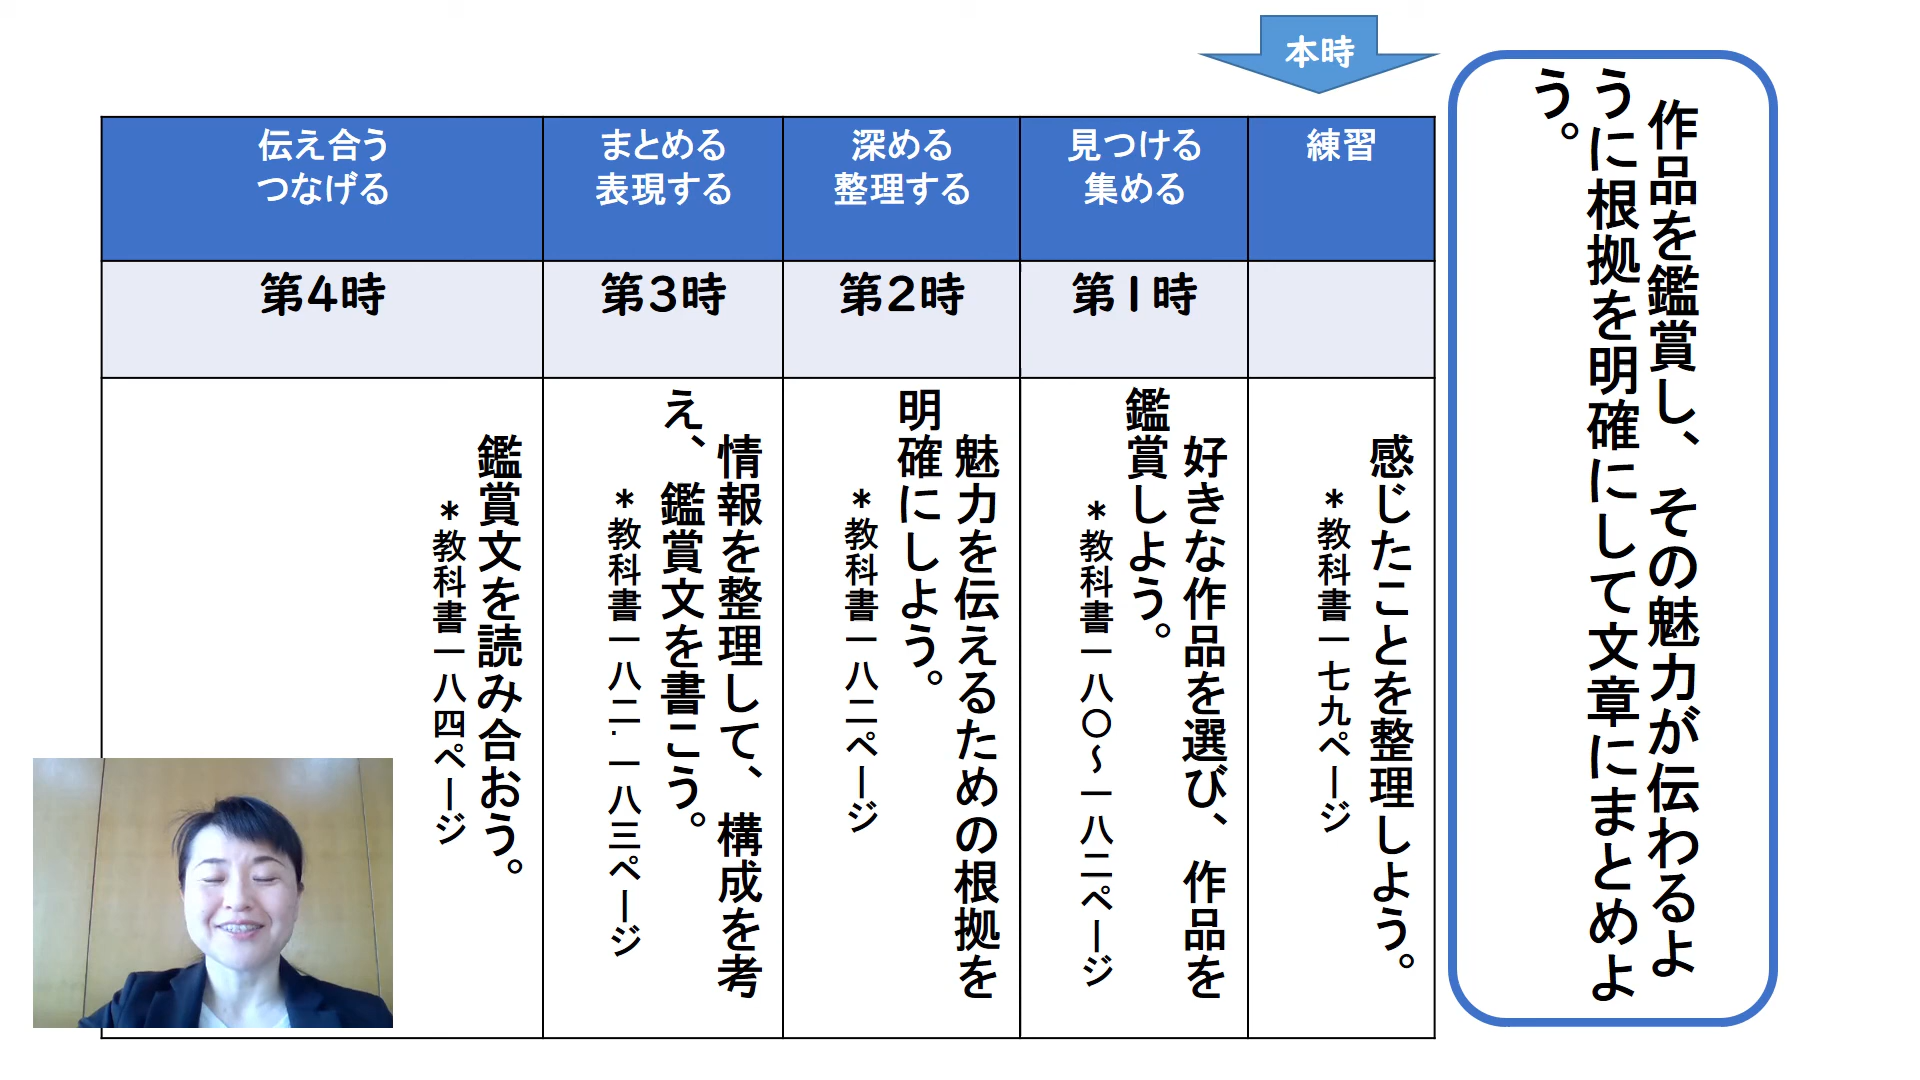 本時
作品を鑑賞し、その魅力が伝わるよ
うに根拠を明確にして文章にまとめよ
う。
練習
感じたことを整理しよう。
*教科書一七九ページ
見つける
集める
第1時
好きな作品を選び、作品を
鑑賞しよう。
*教科書一八〇～一八二ページ
深める
整理する
第2時
魅力を伝えるための根拠を
明確にしよう。
*教科書一八二ページ
まとめる
表現する
第3時
情報を整理して、構成を考
え、鑑賞文を書こう。
*教科書一八二・一八三ページ
伝え合う
つなげる
第4時
鑑賞文を読み合おう。
*教科書一八四ページ